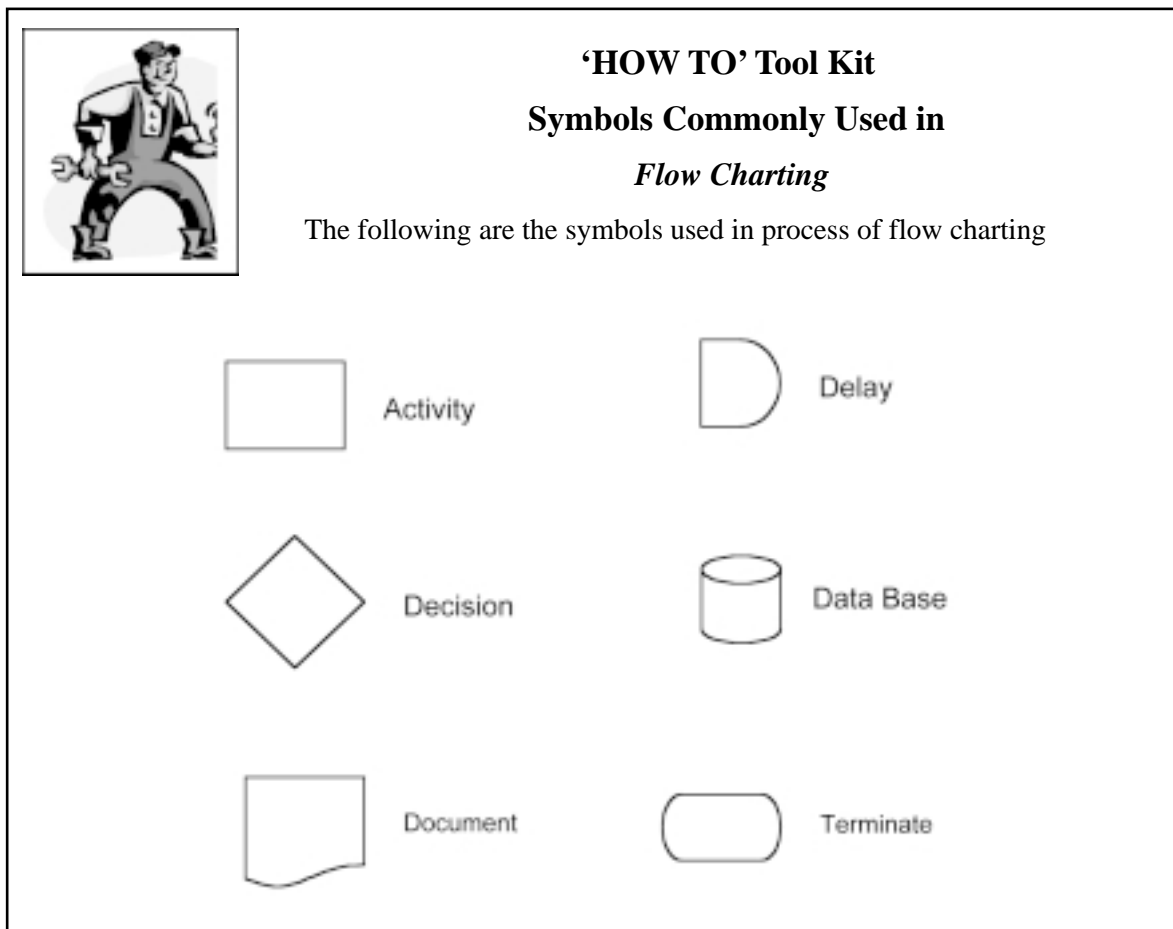 ‘HOW TO’ Tool Kit
Symbols Commonly Used in
Flow Charting
The following are the symbols used in process of flow charting
Activity
Delay
Decision
Data Base
Document
Terminate